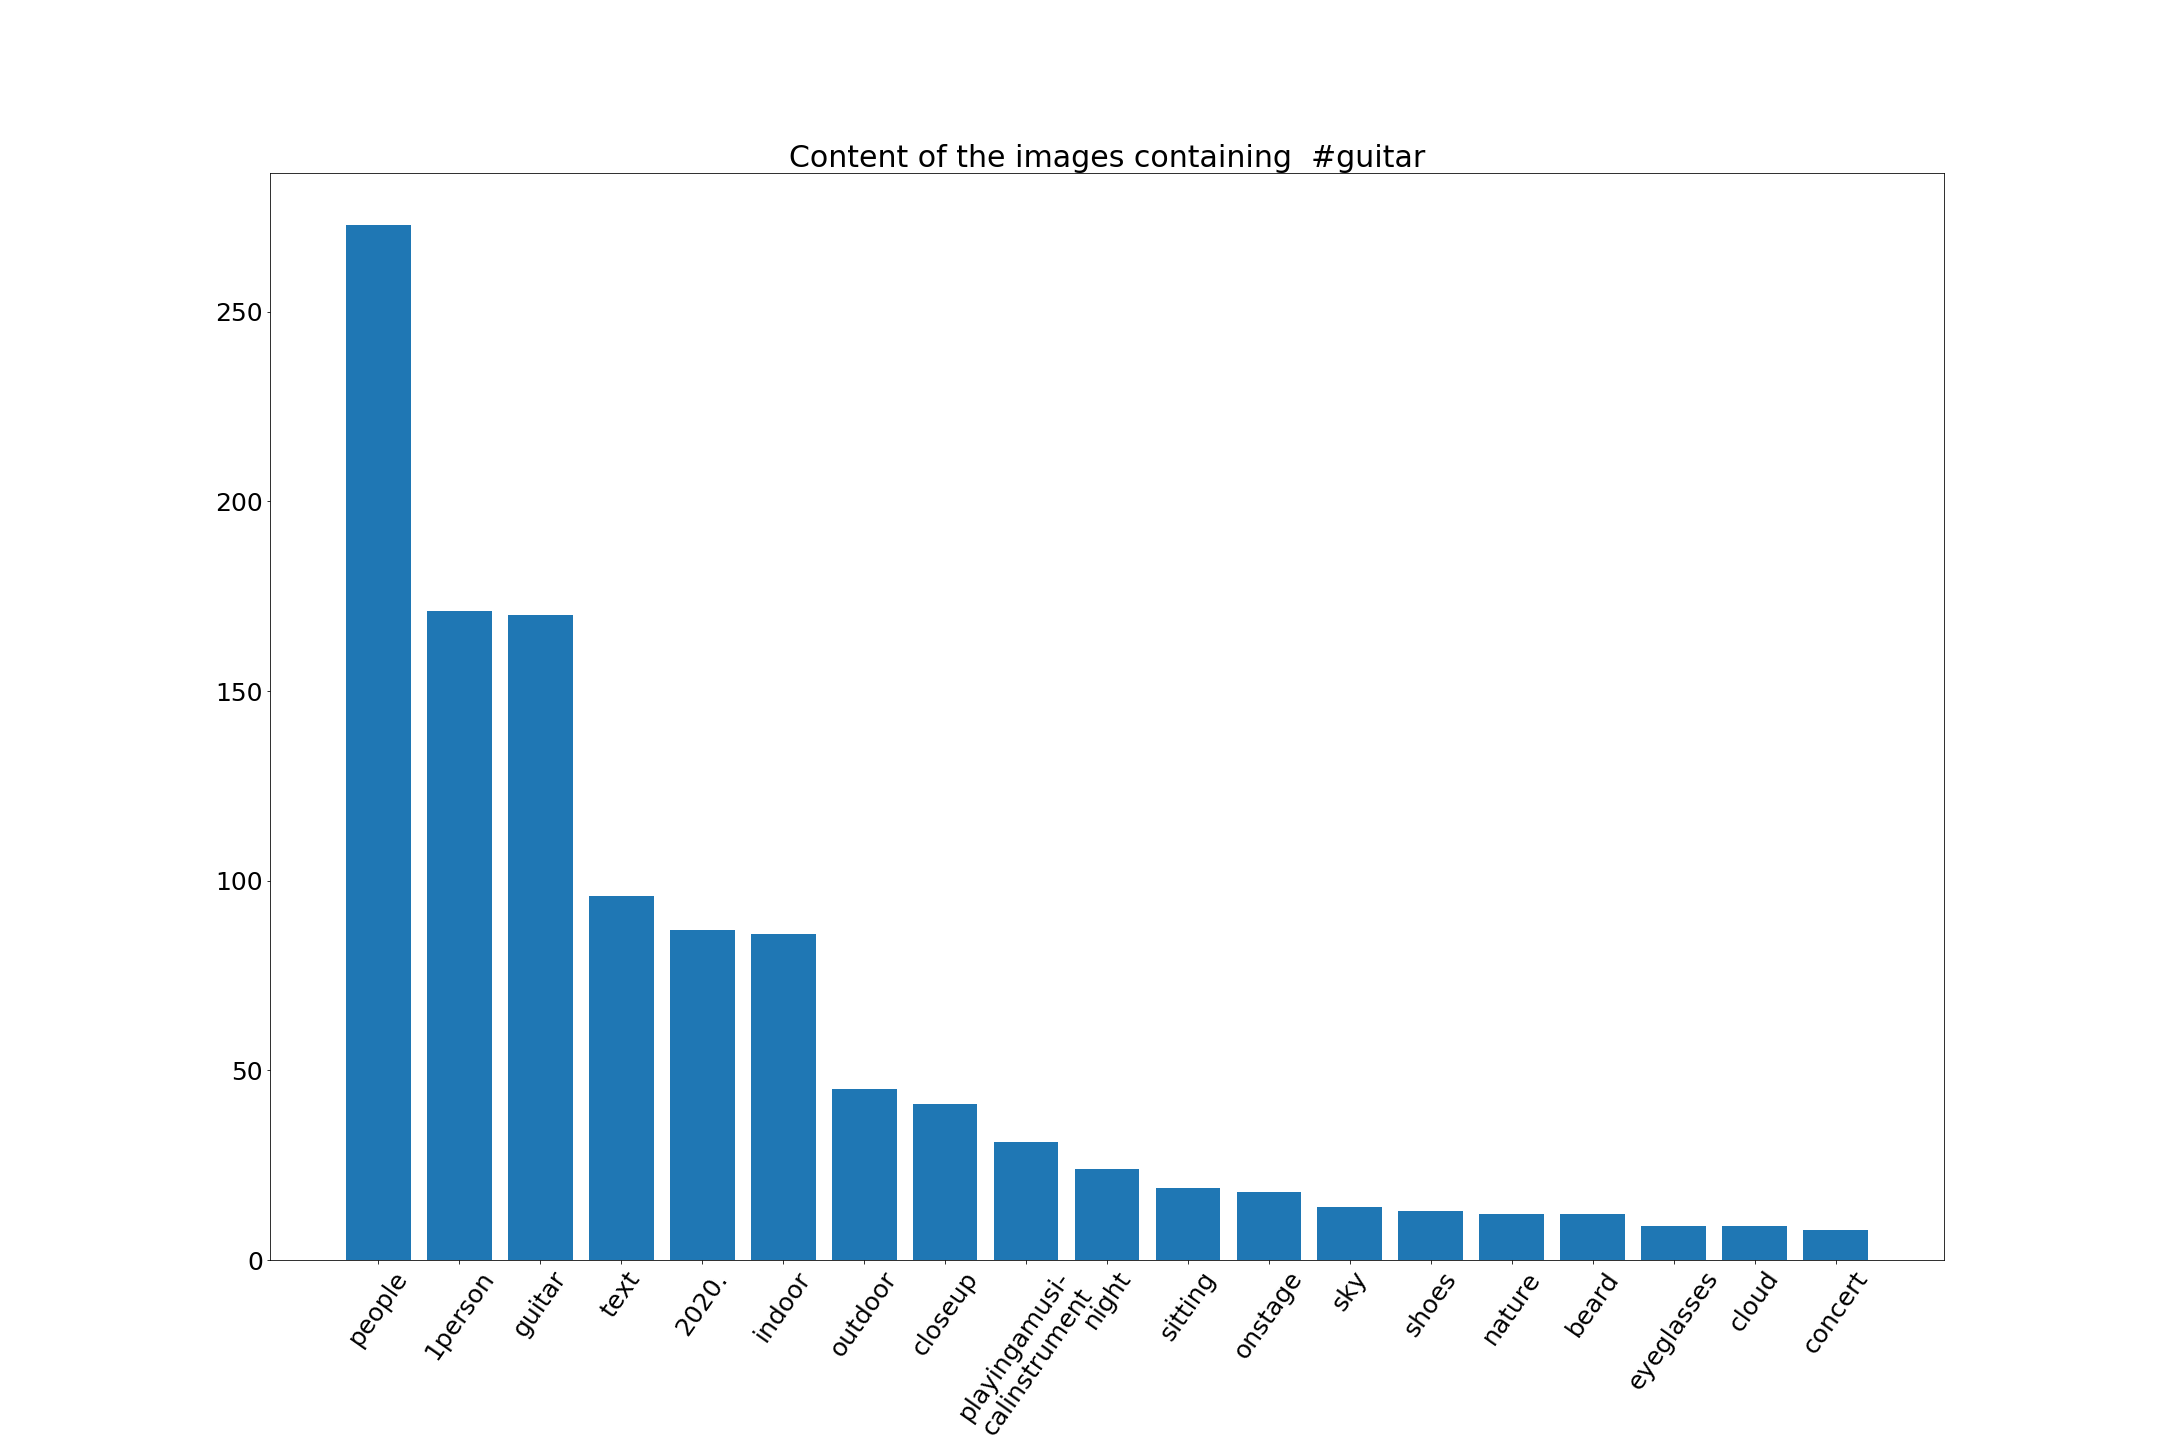 Content of the images containing  #guitar
250
200
150
100
50
0
people
1person
guitar
text
2020.
indoor
outdoor
closeup
playingamusi-
calinstrument
night
sitting
onstage
sky
shoes
nature
beard
eyeglasses
cloud
concert